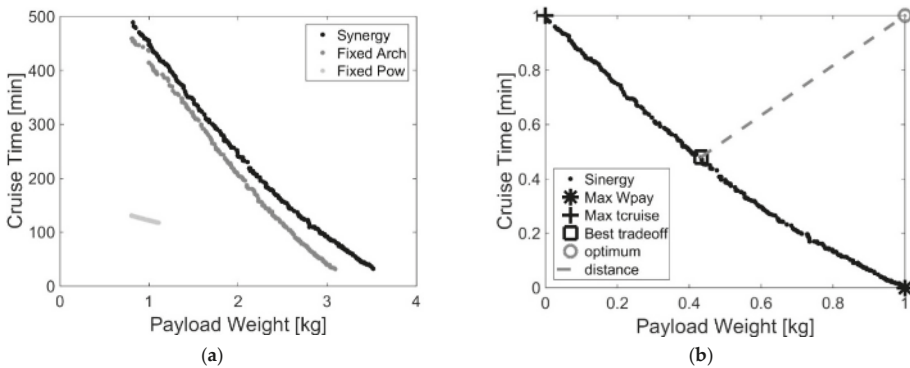 500
400
300
200
100
0
Cruise Time [min]
0 1 2 3 4
Payload Weight [kg]
Synergy
Fixed Arch
Fixed Pow
(a)
1
0.8
0.6
0.4
0.2
0
Cruise Time [min]
0 0.2 0.4 0.6 0.8 1
Payload Weight [kg]
Sinergy
Max Wpay
Max tcruise
Best tradeoff
optimum
distance
(b)